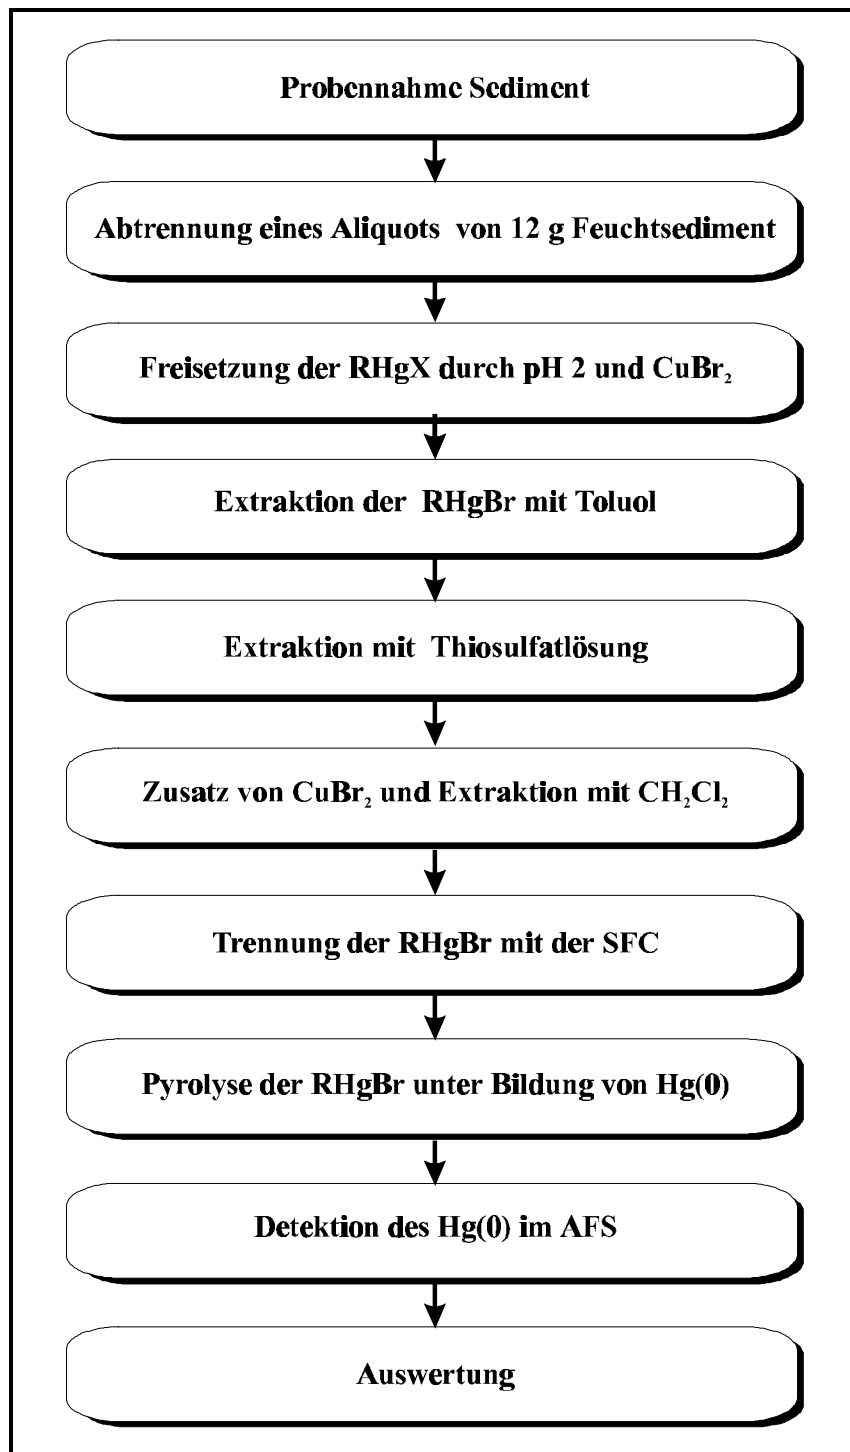 Probennahme Sediment
Abtrennung eines Aliquots von 12 g Feuchtsediment
Freisetzung der RHgX durch pH 2 und CuBr₂
Extraktion der RHgBr mit Toluol
Extraktion mit Thiosulfatlösung
Zusatz von CuBr₂ und Extraktion mit CH₂Cl₂
Trennung der RHgBr mit der SFC
Pyrolyse der RHgBr unter Bildung von Hg(0)
Detektion des Hg(0) im AFS
Auswertung